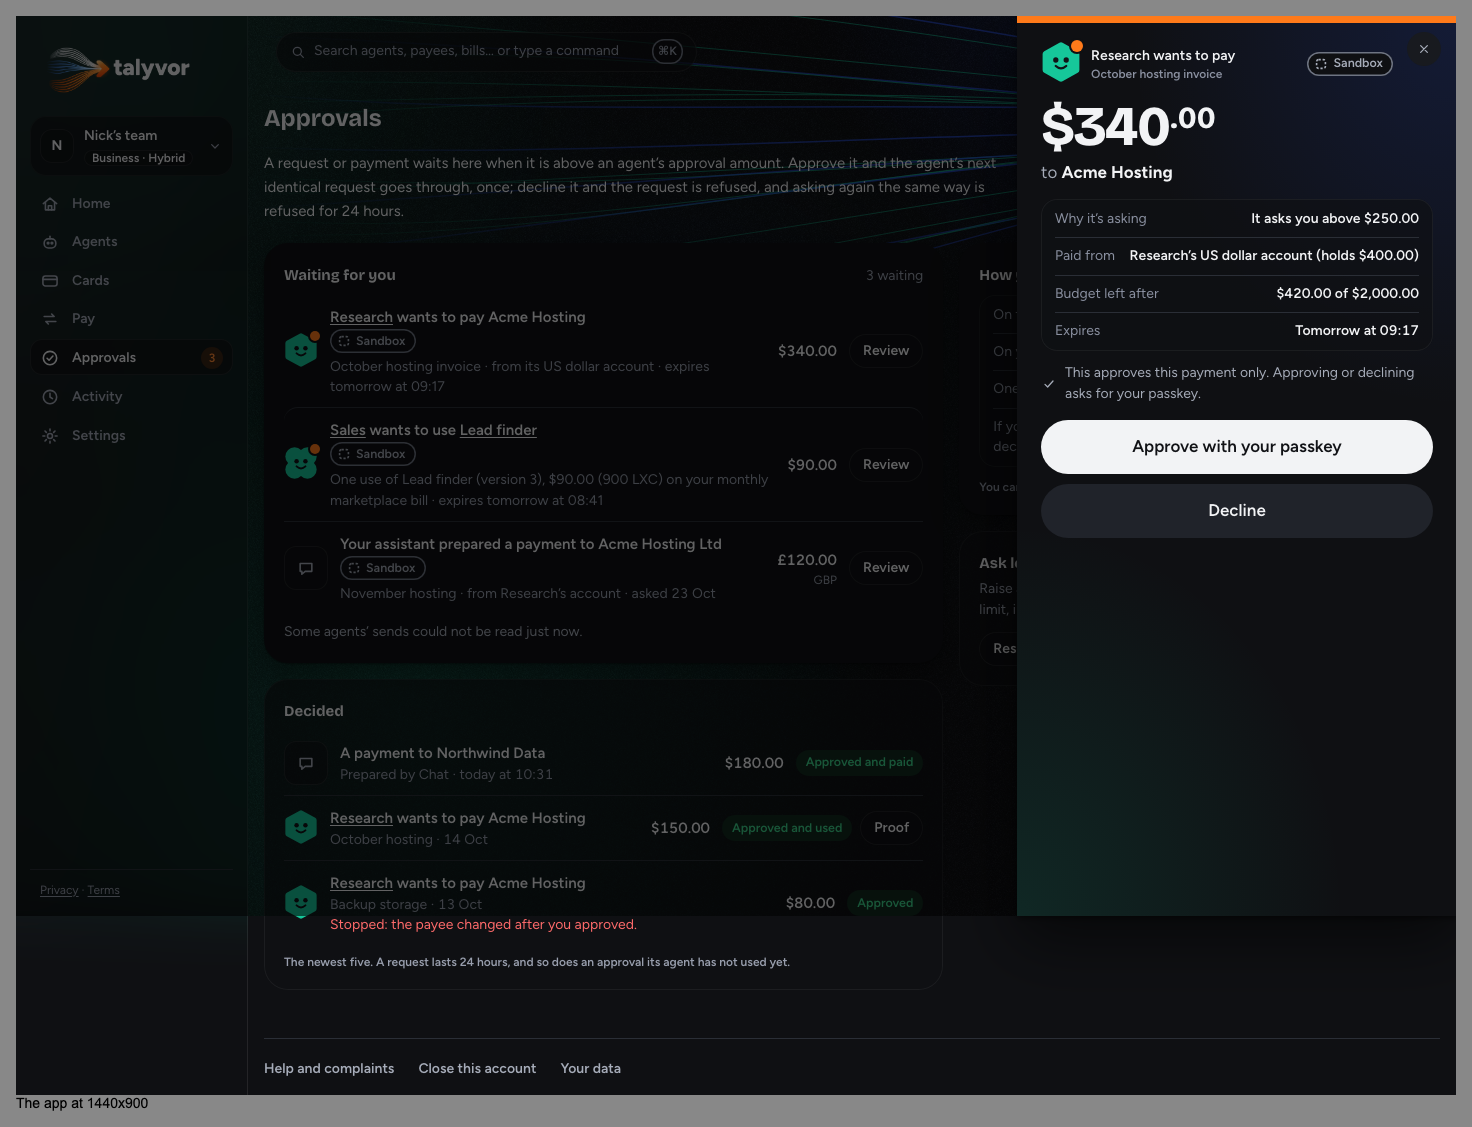 talyvor
N
Nick's team
Business · Hybrid
Home
Agents
Cards
Pay
Approvals
3
Activity
Settings
Privacy · Terms
Search agents, payees, bills... or type a command
⌘K
Approvals
A request or payment waits here when it is above an agent's approval amount. Approve it and the agent's next
identical request goes through, once; decline it and the request is refused, and asking again the same way is
refused for 24 hours.
Waiting for you
3 waiting
Research wants to pay Acme Hosting
Sandbox
October hosting invoice · from its US dollar account · expires
tomorrow at 09:17
$340.00
Review
Sales wants to use Lead finder
Sandbox
One use of Lead finder (version 3), $90.00 (900 LXC) on your monthly
marketplace bill · expires tomorrow at 08:41
$90.00
Review
Your assistant prepared a payment to Acme Hosting Ltd
Sandbox
November hosting · from Research's account · asked 23 Oct
£120.00
GBP
Review
Some agents' sends could not be read just now.
Decided
A payment to Northwind Data
Prepared by Chat · today at 10:31
$180.00
Approved and paid
Research wants to pay Acme Hosting
October hosting · 14 Oct
$150.00
Approved and used
Proof
Research wants to pay Acme Hosting
Backup storage · 13 Oct
Stopped: the payee changed after you approved.
$80.00
Approved
The newest five. A request lasts 24 hours, and so does an approval its agent has not used yet.
How
On
On
One
If
You
Ask
Raise
limit,
Help and complaints
Close this account
Your data
Research wants to pay
October hosting invoice
Sandbox
$340.00
to Acme Hosting
Why it's asking
It asks you above $250.00
Paid from
Research's US dollar account (holds $400.00)
Budget left after
$420.00 of $2,000.00
Expires
Tomorrow at 09:17
This approves this payment only. Approving or declining
asks for your passkey.
Approve with your passkey
Decline
The app at 1440x900